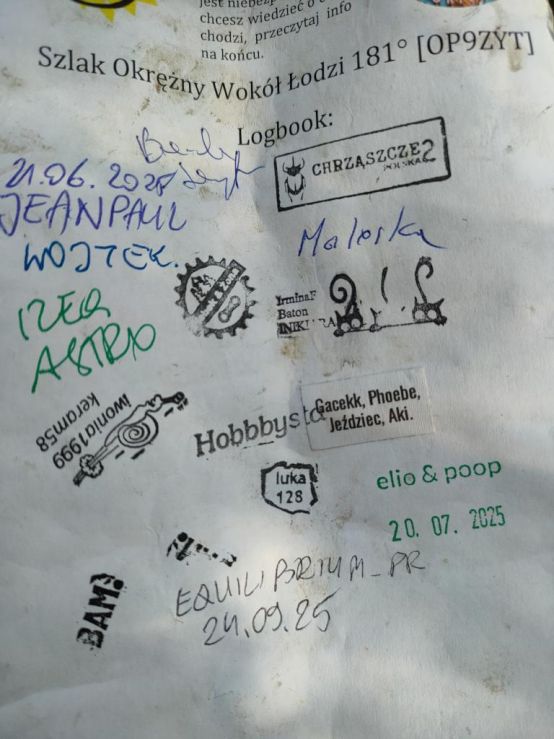 chcesz wiedzieć o
chodzi, przeczytaj info
na końcu.
Szlak Okrężny Wokół Łodzi 181° [OP9ZYT]
Logbook:
CHRZĄSZCZE2
POLSKA
21.06.2025
JEANPAUL
WOJTEK.
Maleska
IZEQ
ASTRO
Baton
iwonia1999
keram58
Hobbbysta
Gacekk, Phoebe,
Jeździec, Aki.
luka
128
elio & poop
20. 07. 2025
BAM?
EQUILIBRIUM_PR
24.09.25